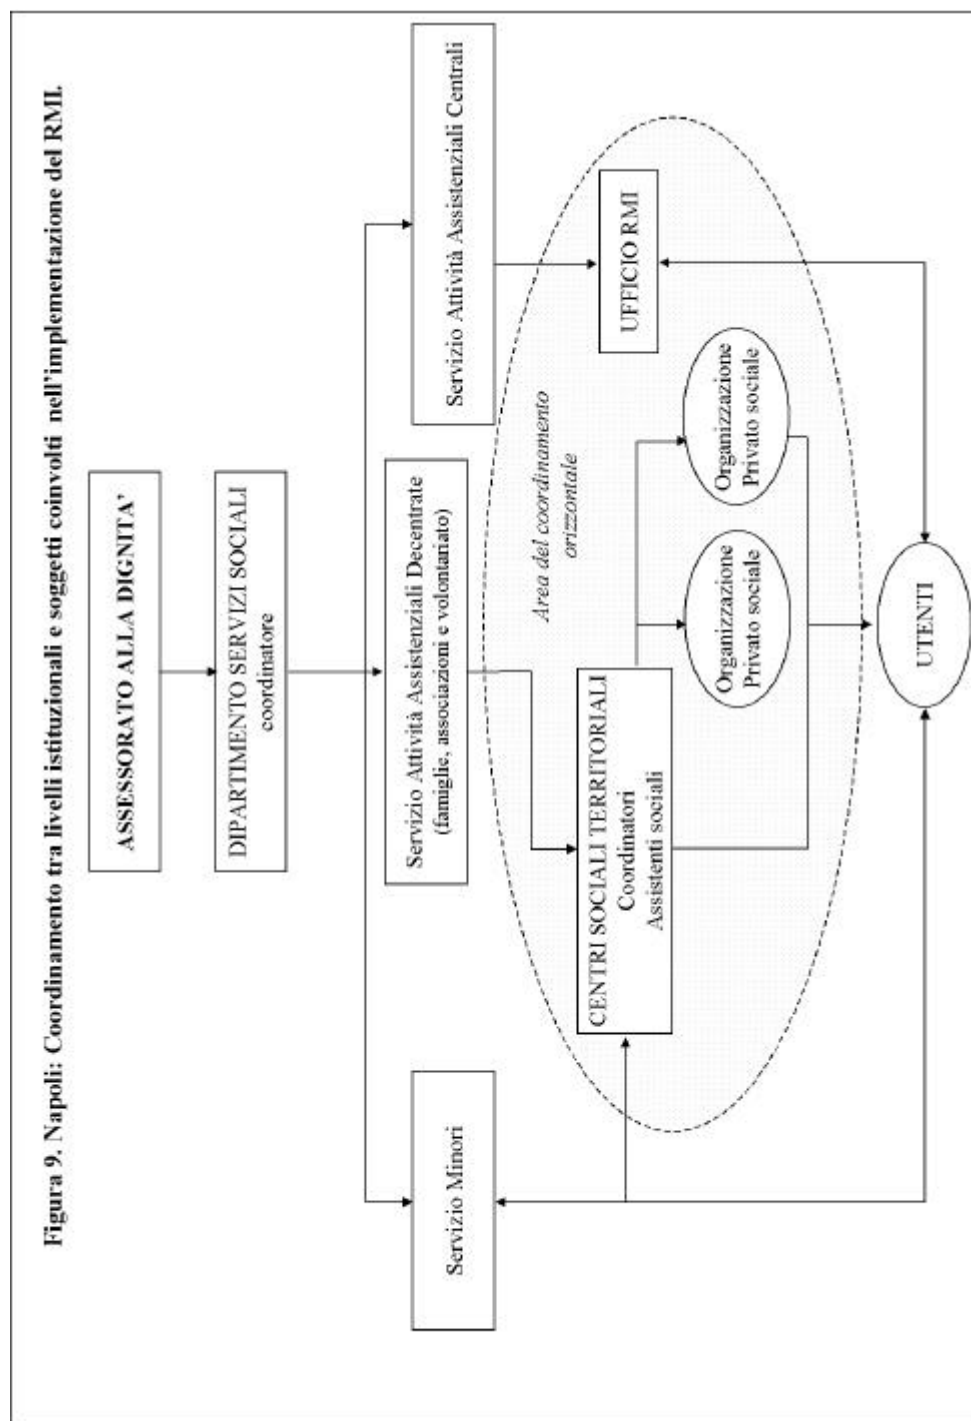 Figura 9. Napoli: Coordinamento tra livelli istituzionali e soggetti coinvolti nell'implementazione del RMI.
ASSESSORATO ALLA DIGNITA'
DIPARTIMENTO SERVIZI SOCIALI
coordinatore
Servizio Minori
Servizio Attività Assistenziali Decentrate
(famiglie, associazioni e volontariato)
Servizio Attività Assistenziali Centrali
Area del coordinamento
orizzontale
CENTRI SOCIALI TERRITORIALI
Coordinatori
Assistenti sociali
UFFICIO RMI
Organizzazione
Privato sociale
Organizzazione
Privato sociale
UTENTI